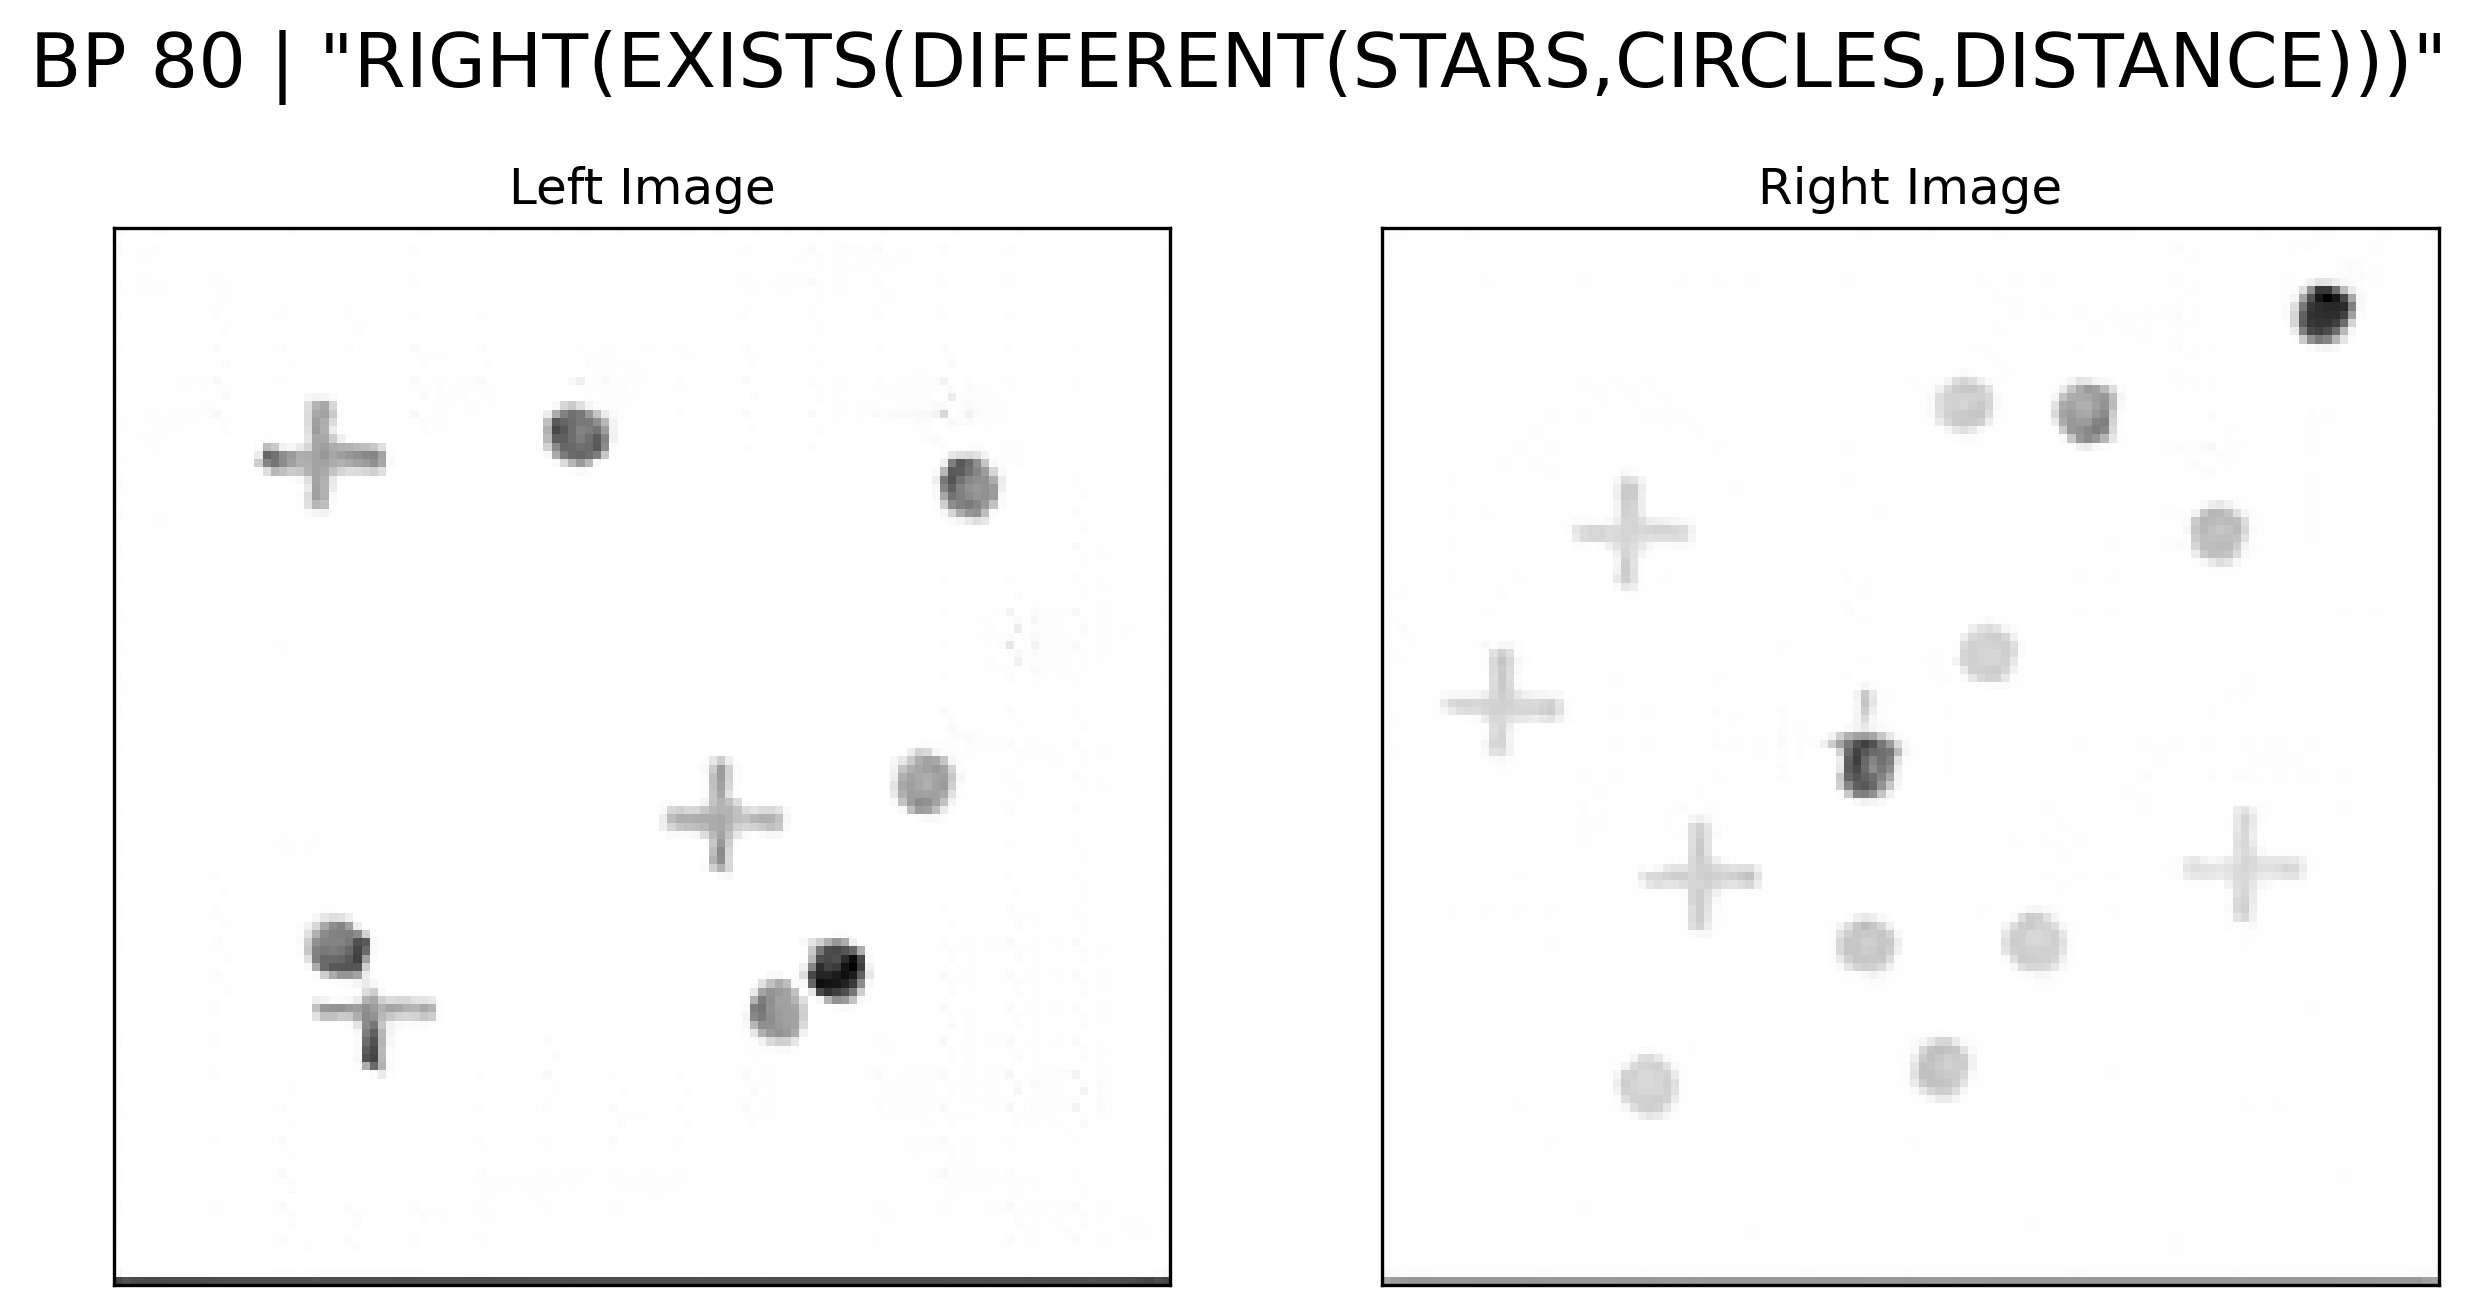 BP 80 | "RIGHT(EXISTS(DIFFERENT(STARS,CIRCLES,DISTANCE)))"
Left Image
Right Image